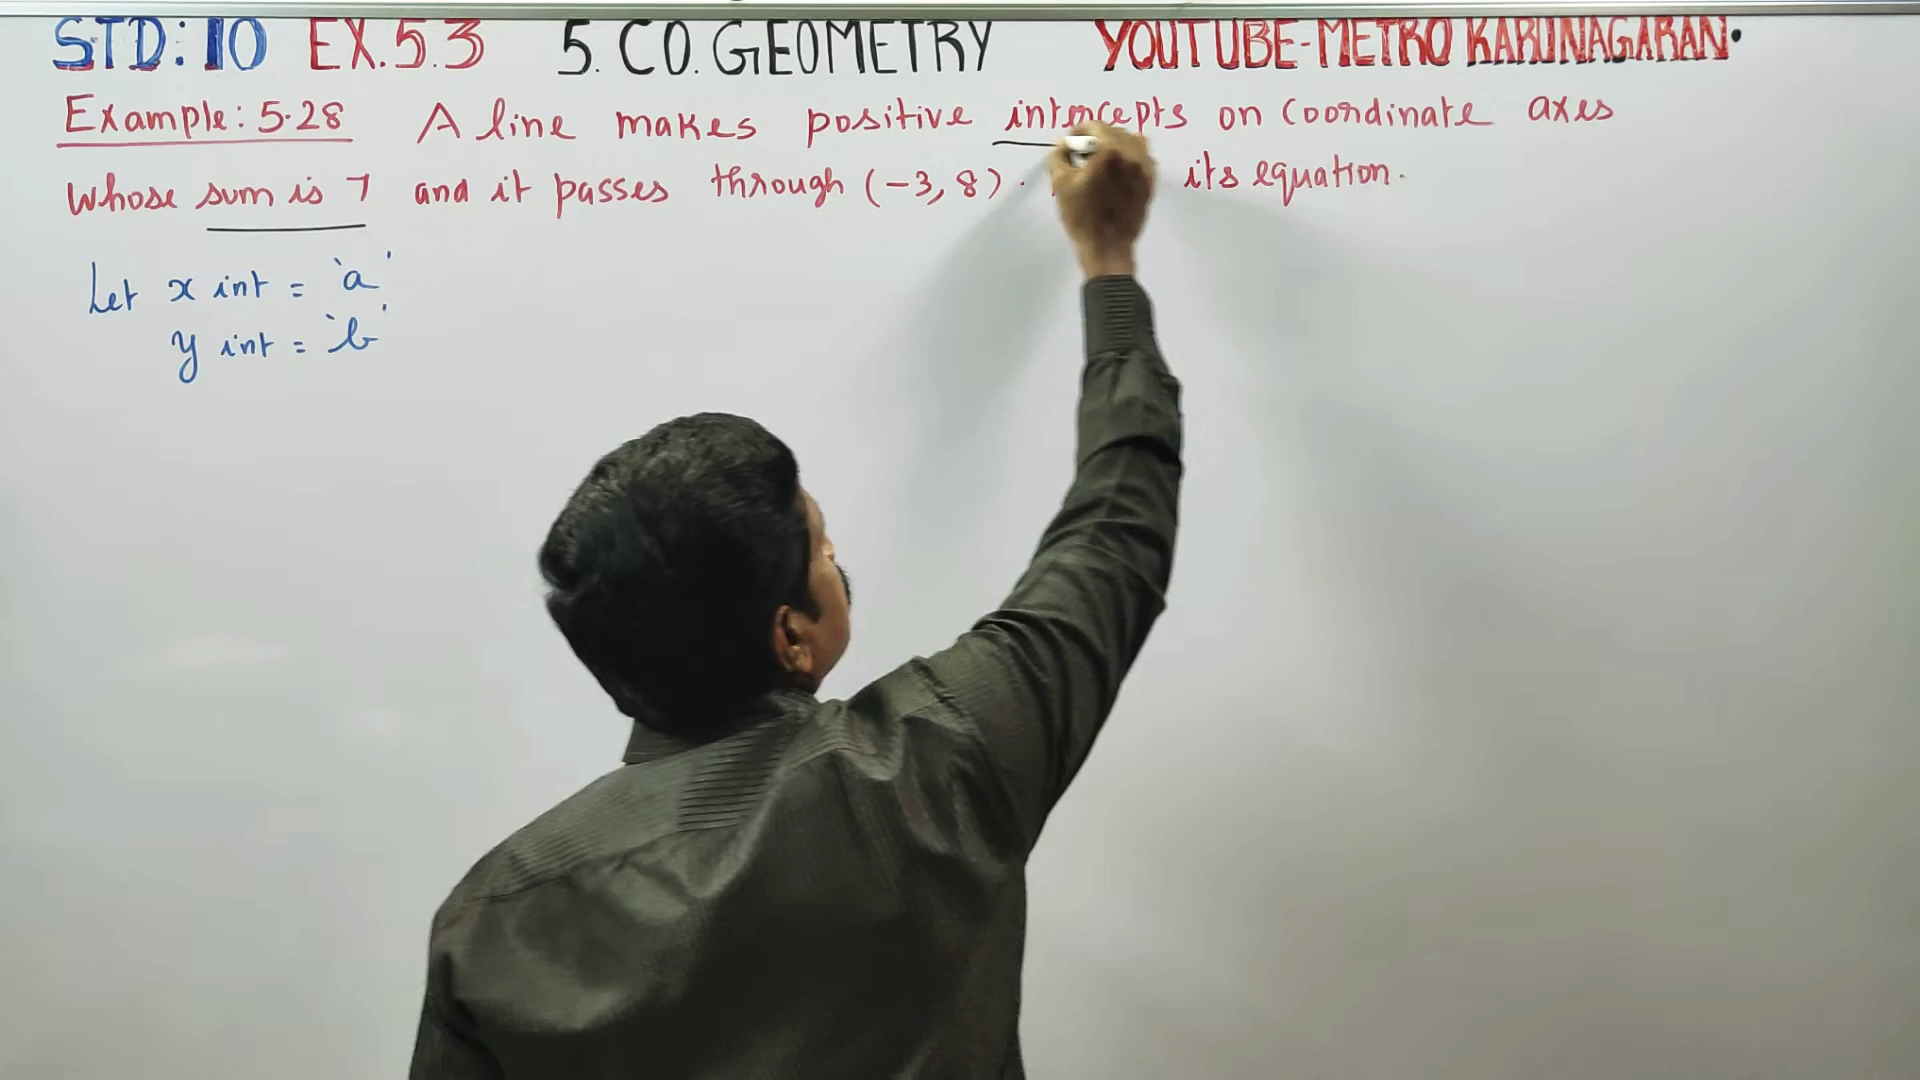 STD: 10 EX.5.3 5. CO. GEOMETRY YOUTUBE-METRO KARUNAGARAN.
Example: 5.28 A line makes positive intercepts on coordinate axes
whose sum is 7 and it passes through (-3, 8). its equation.
Let x int = 'a'
y int = 'b'